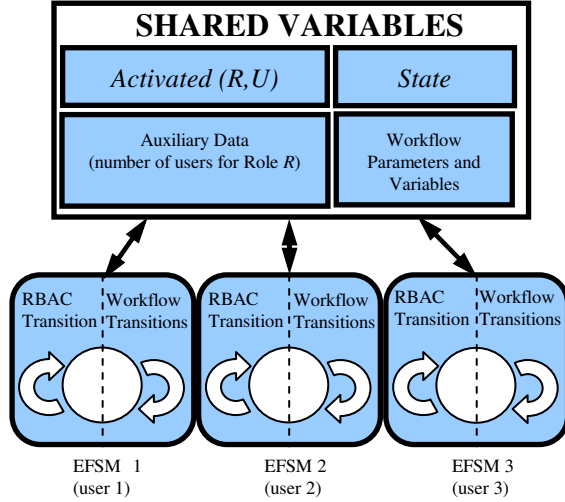 SHARED VARIABLES
Activated (R,U)
State
Auxiliary Data
(number of users for Role R)
Workflow
Parameters and
Variables
RBAC
Transition
Workflow
Transitions
RBAC
Transition
Workflow
Transitions
RBAC
Transition
Workflow
Transitions
EFSM 1
(user 1)
EFSM 2
(user 2)
EFSM 3
(user 3)